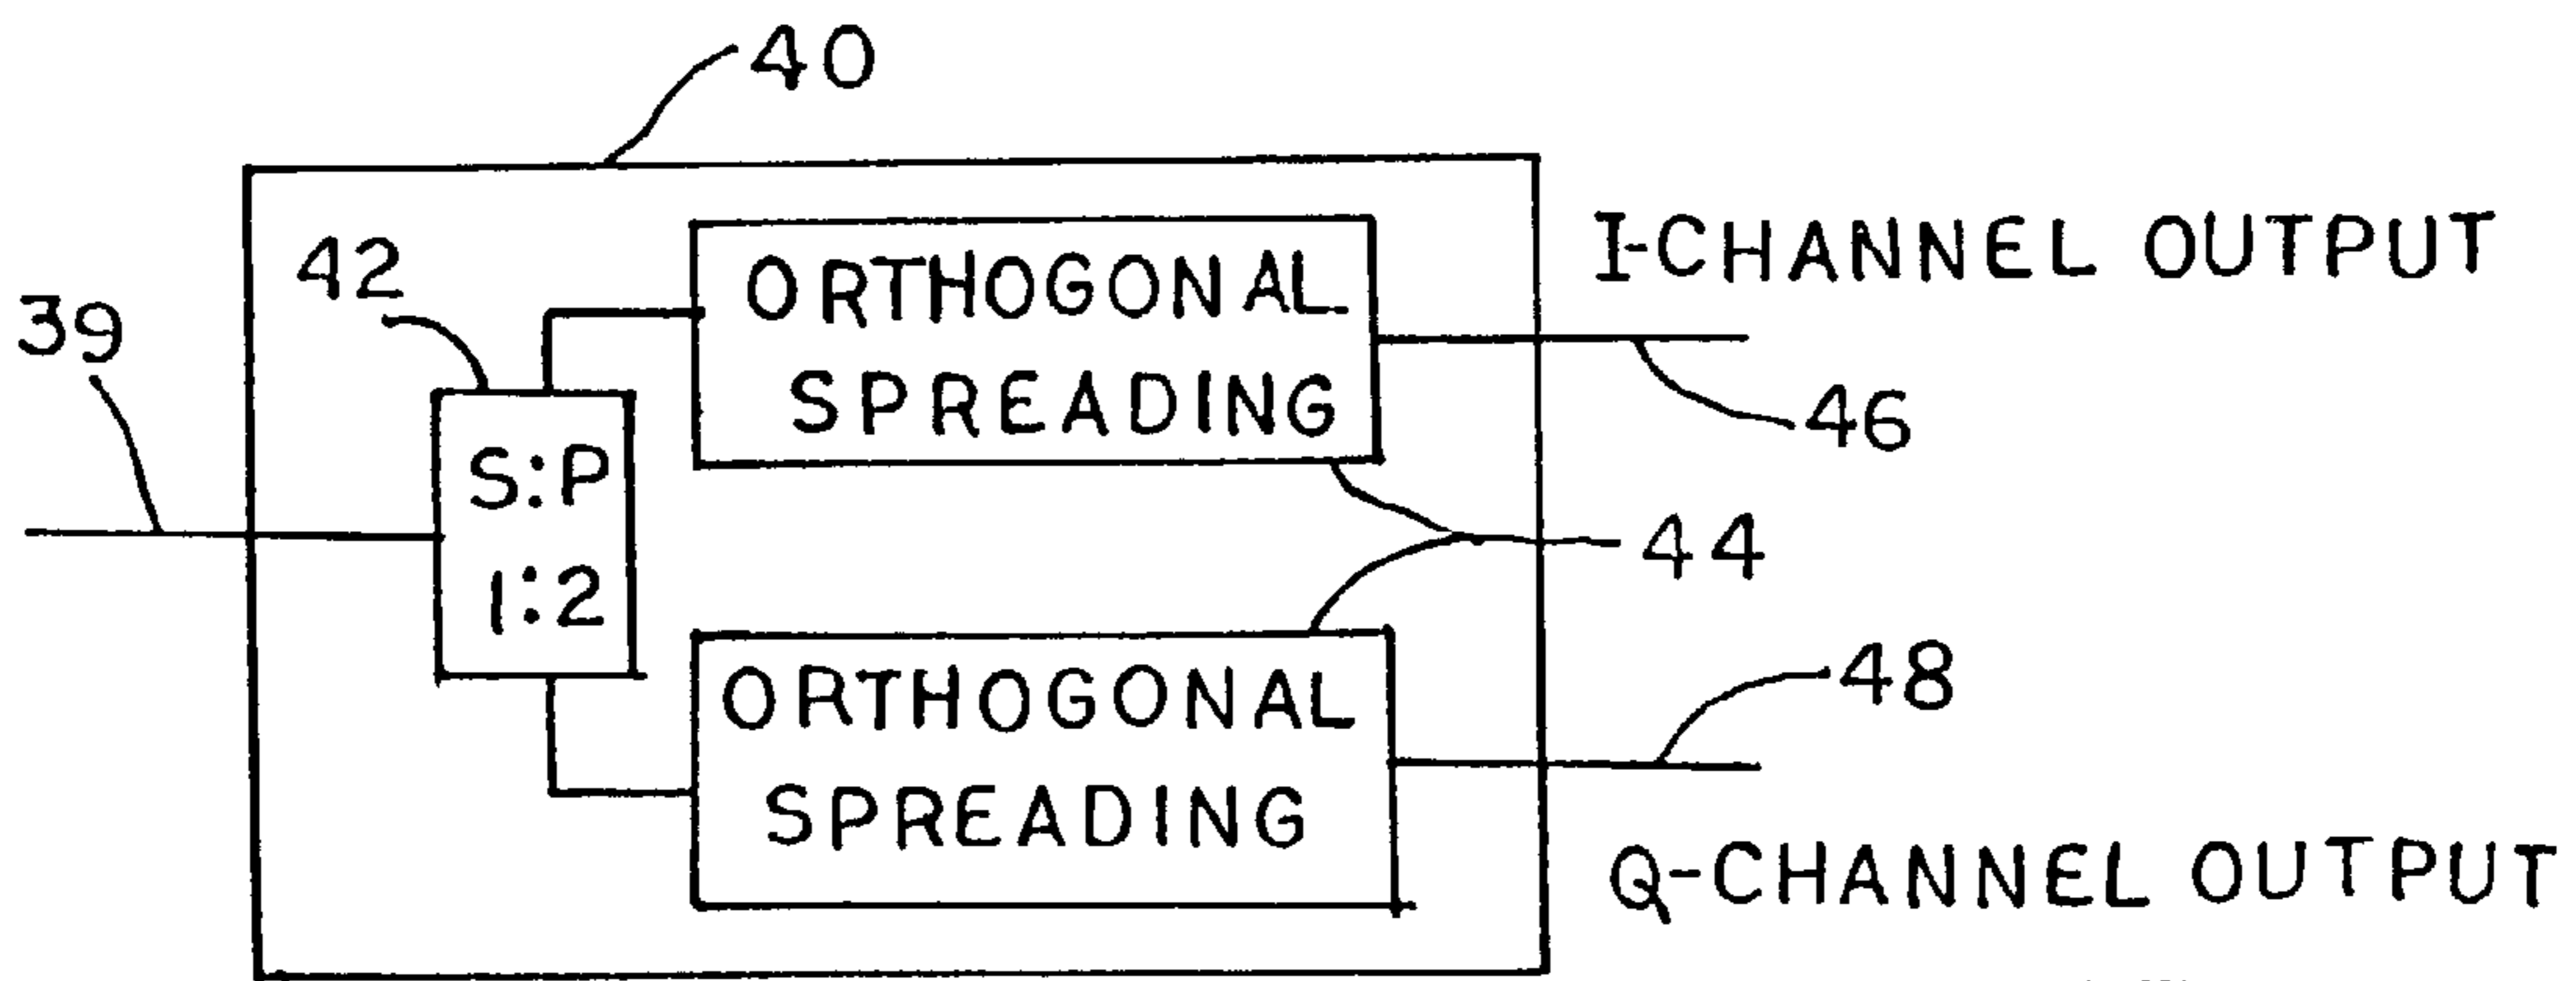 40
I-CHANNEL OUTPUT
42
ORTHOGONAL
SPREADING
39
46
S:P
1:2
44
48
ORTHOGONAL
SPREADING
Q-CHANNEL OUTPUT